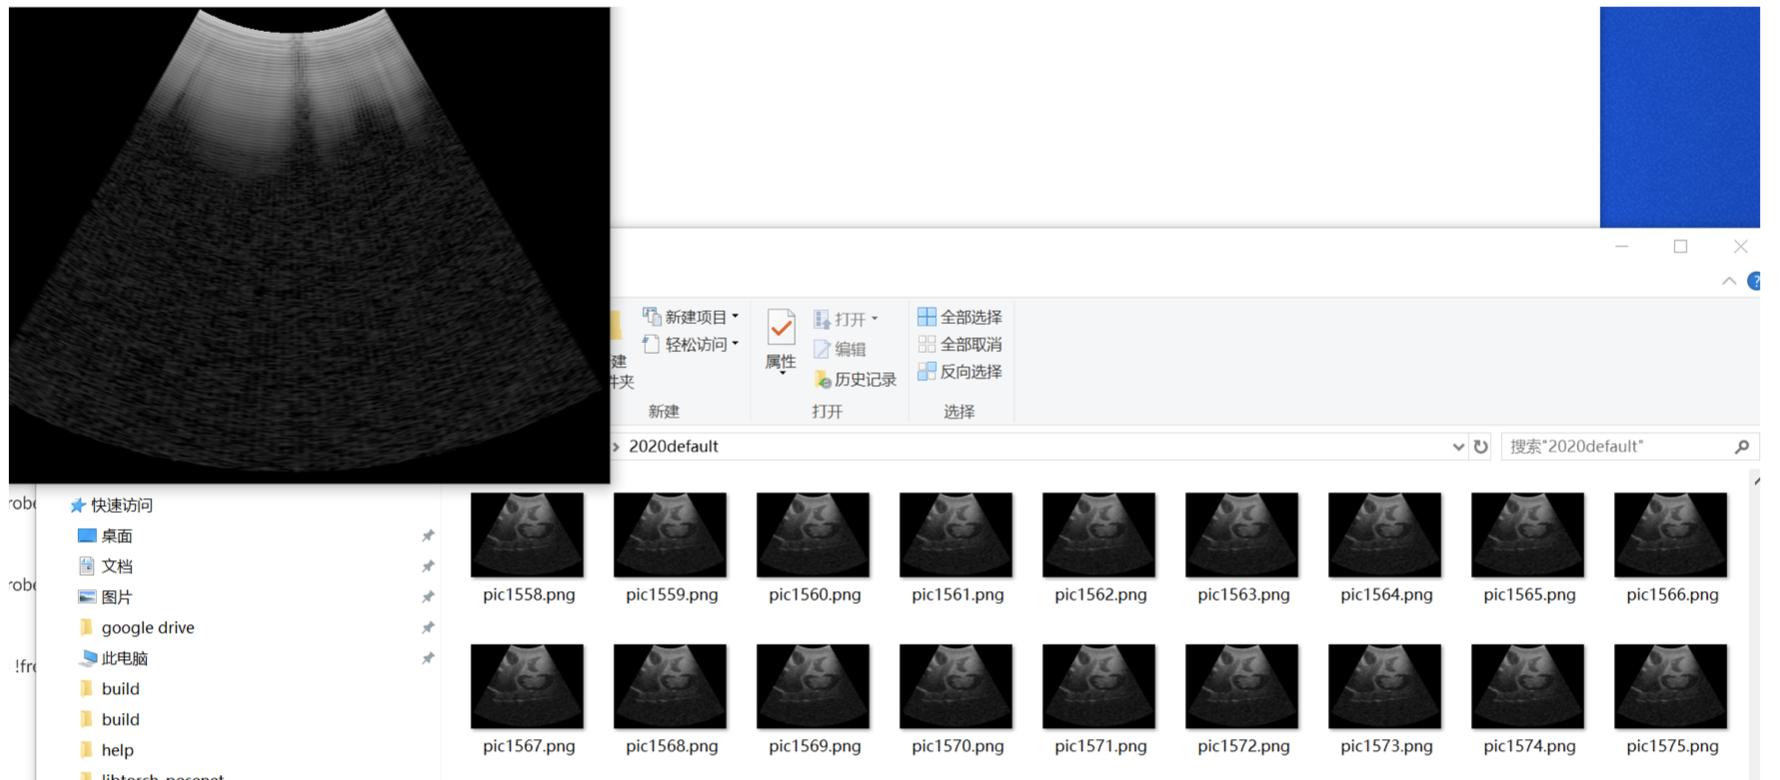 新建项目
轻松访问
建
件夹
新建
属性
打开
编辑
历史记录
打开
全部选择
全部取消
反向选择
选择
2020default
搜索"2020default"
快速访问
桌面
文档
图片
google drive
此电脑
build
build
help
robe
robe
!fre
pic1558.png pic1559.png pic1560.png pic1561.png pic1562.png pic1563.png pic1564.png pic1565.png pic1566.png
pic1567.png pic1568.png pic1569.png pic1570.png pic1571.png pic1572.png pic1573.png pic1574.png pic1575.png